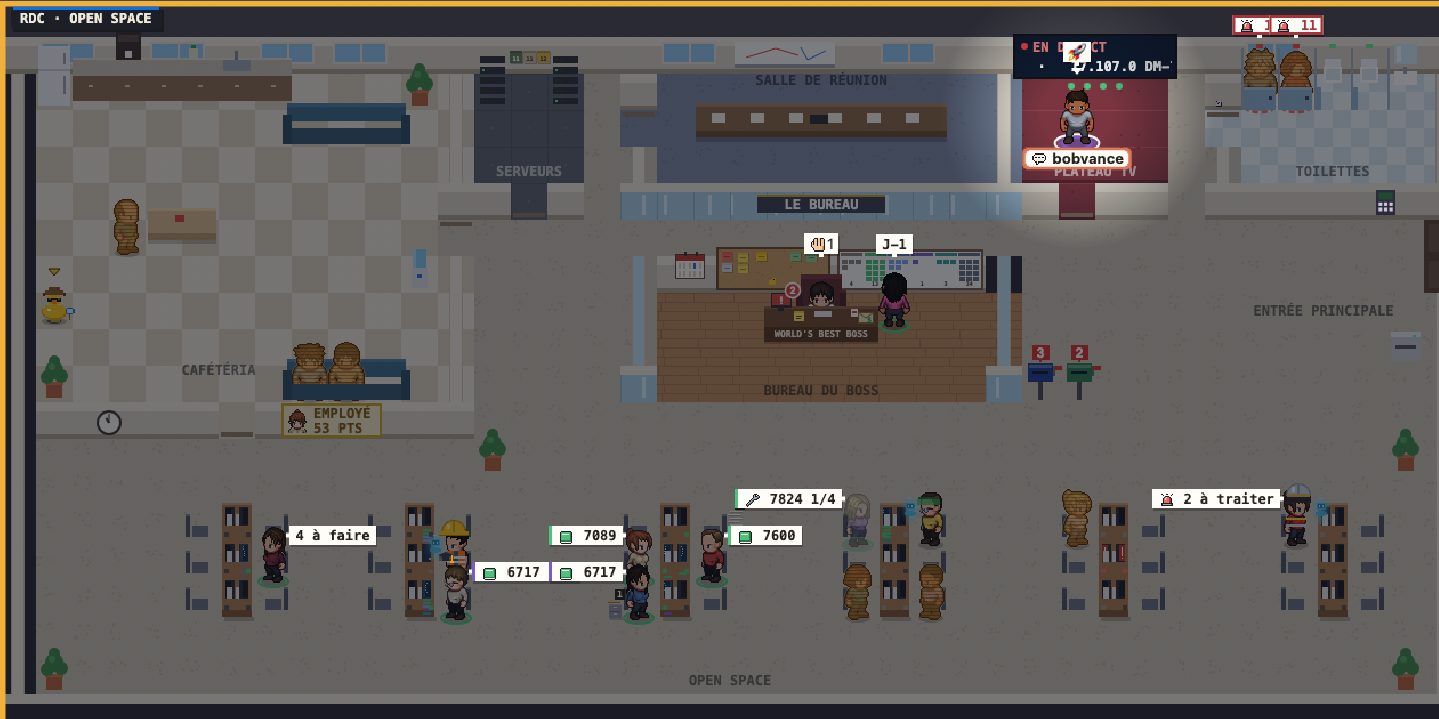 RDC · OPEN SPACE
11
EN
.107.0 DM-
SALLE DE RÉUNION
bobvance
PLATEAU TV
SERVEURS
TOILETTES
LE BUREAU
1
J-1
2
WORLD'S BEST BOSS
ENTRÉE PRINCIPALE
3
2
CAFÉTÉRIA
BUREAU DU BOSS
EMPLOYÉ
53 PTS
7824 1/4
2 à traiter
4 à faire
7089
7600
6717
6717
1
OPEN SPACE